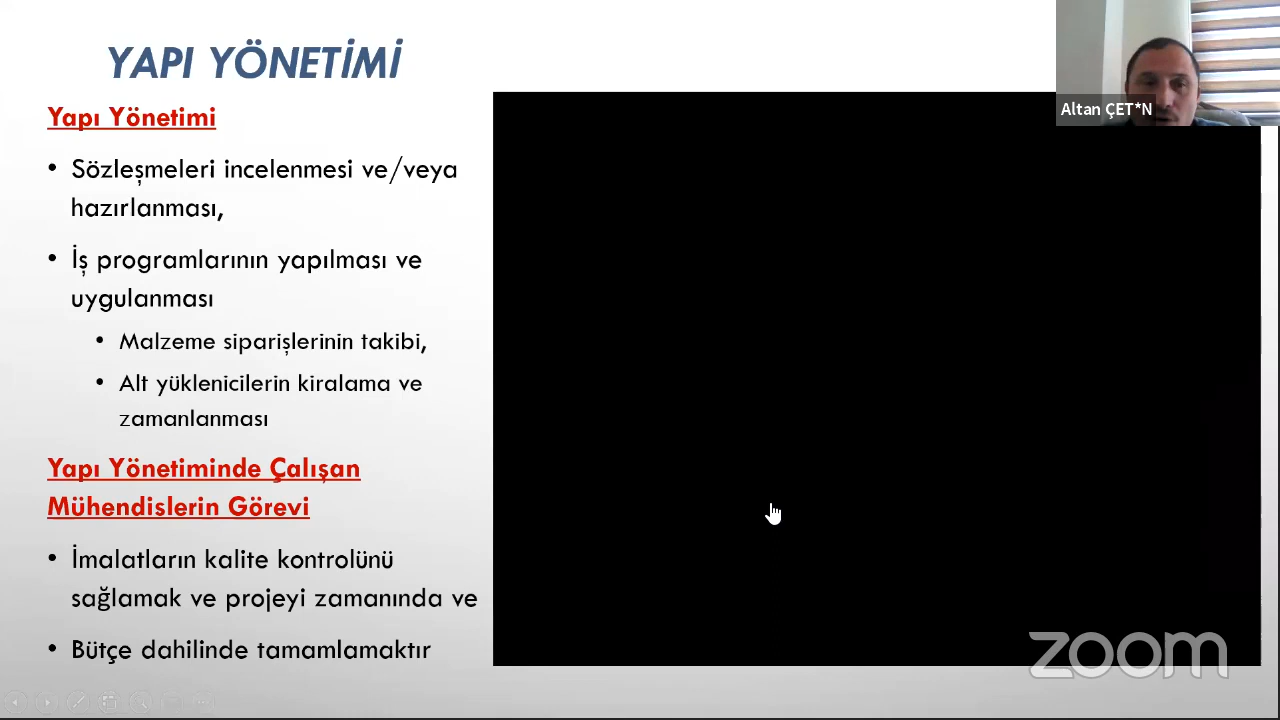 YAPI YÖNETİMİ
Yapı Yönetimi
• Sözleşmeleri incelenmesi ve/veya
hazırlanması,
• İş programlarının yapılması ve
uygulanması
• Malzeme siparişlerinin takibi,
• Alt yüklenicilerin kiralama ve
zamanlanması
Yapı Yönetiminde Çalışan
Mühendislerin Görevi
• İmalatların kalite kontrolünü
sağlamak ve projeyi zamanında ve
• Bütçe dahilinde tamamlamaktır
Altan ÇET*N
zoom